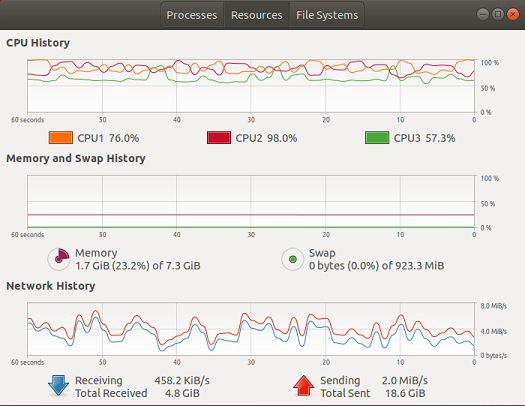 Processes Resources File Systems
CPU History
100 %
50 %
0 %
60 seconds 50 40 30 20 10 0
CPU1 76.0% CPU2 98.0% CPU3 57.3%
Memory and Swap History
100 %
50 %
0 %
60 seconds 50 40 30 20 10 0
Memory Swap
1.7 GiB (23.2%) of 7.3 GiB 0 bytes (0.0%) of 923.3 MiB
Network History
8.0 MiB/s
4.0 MiB/s
0 bytes/s
60 seconds 50 40 30 20 10 0
Receiving 458.2 KiB/s Sending 2.0 MiB/s
Total Received 4.8 GiB Total Sent 18.6 GiB